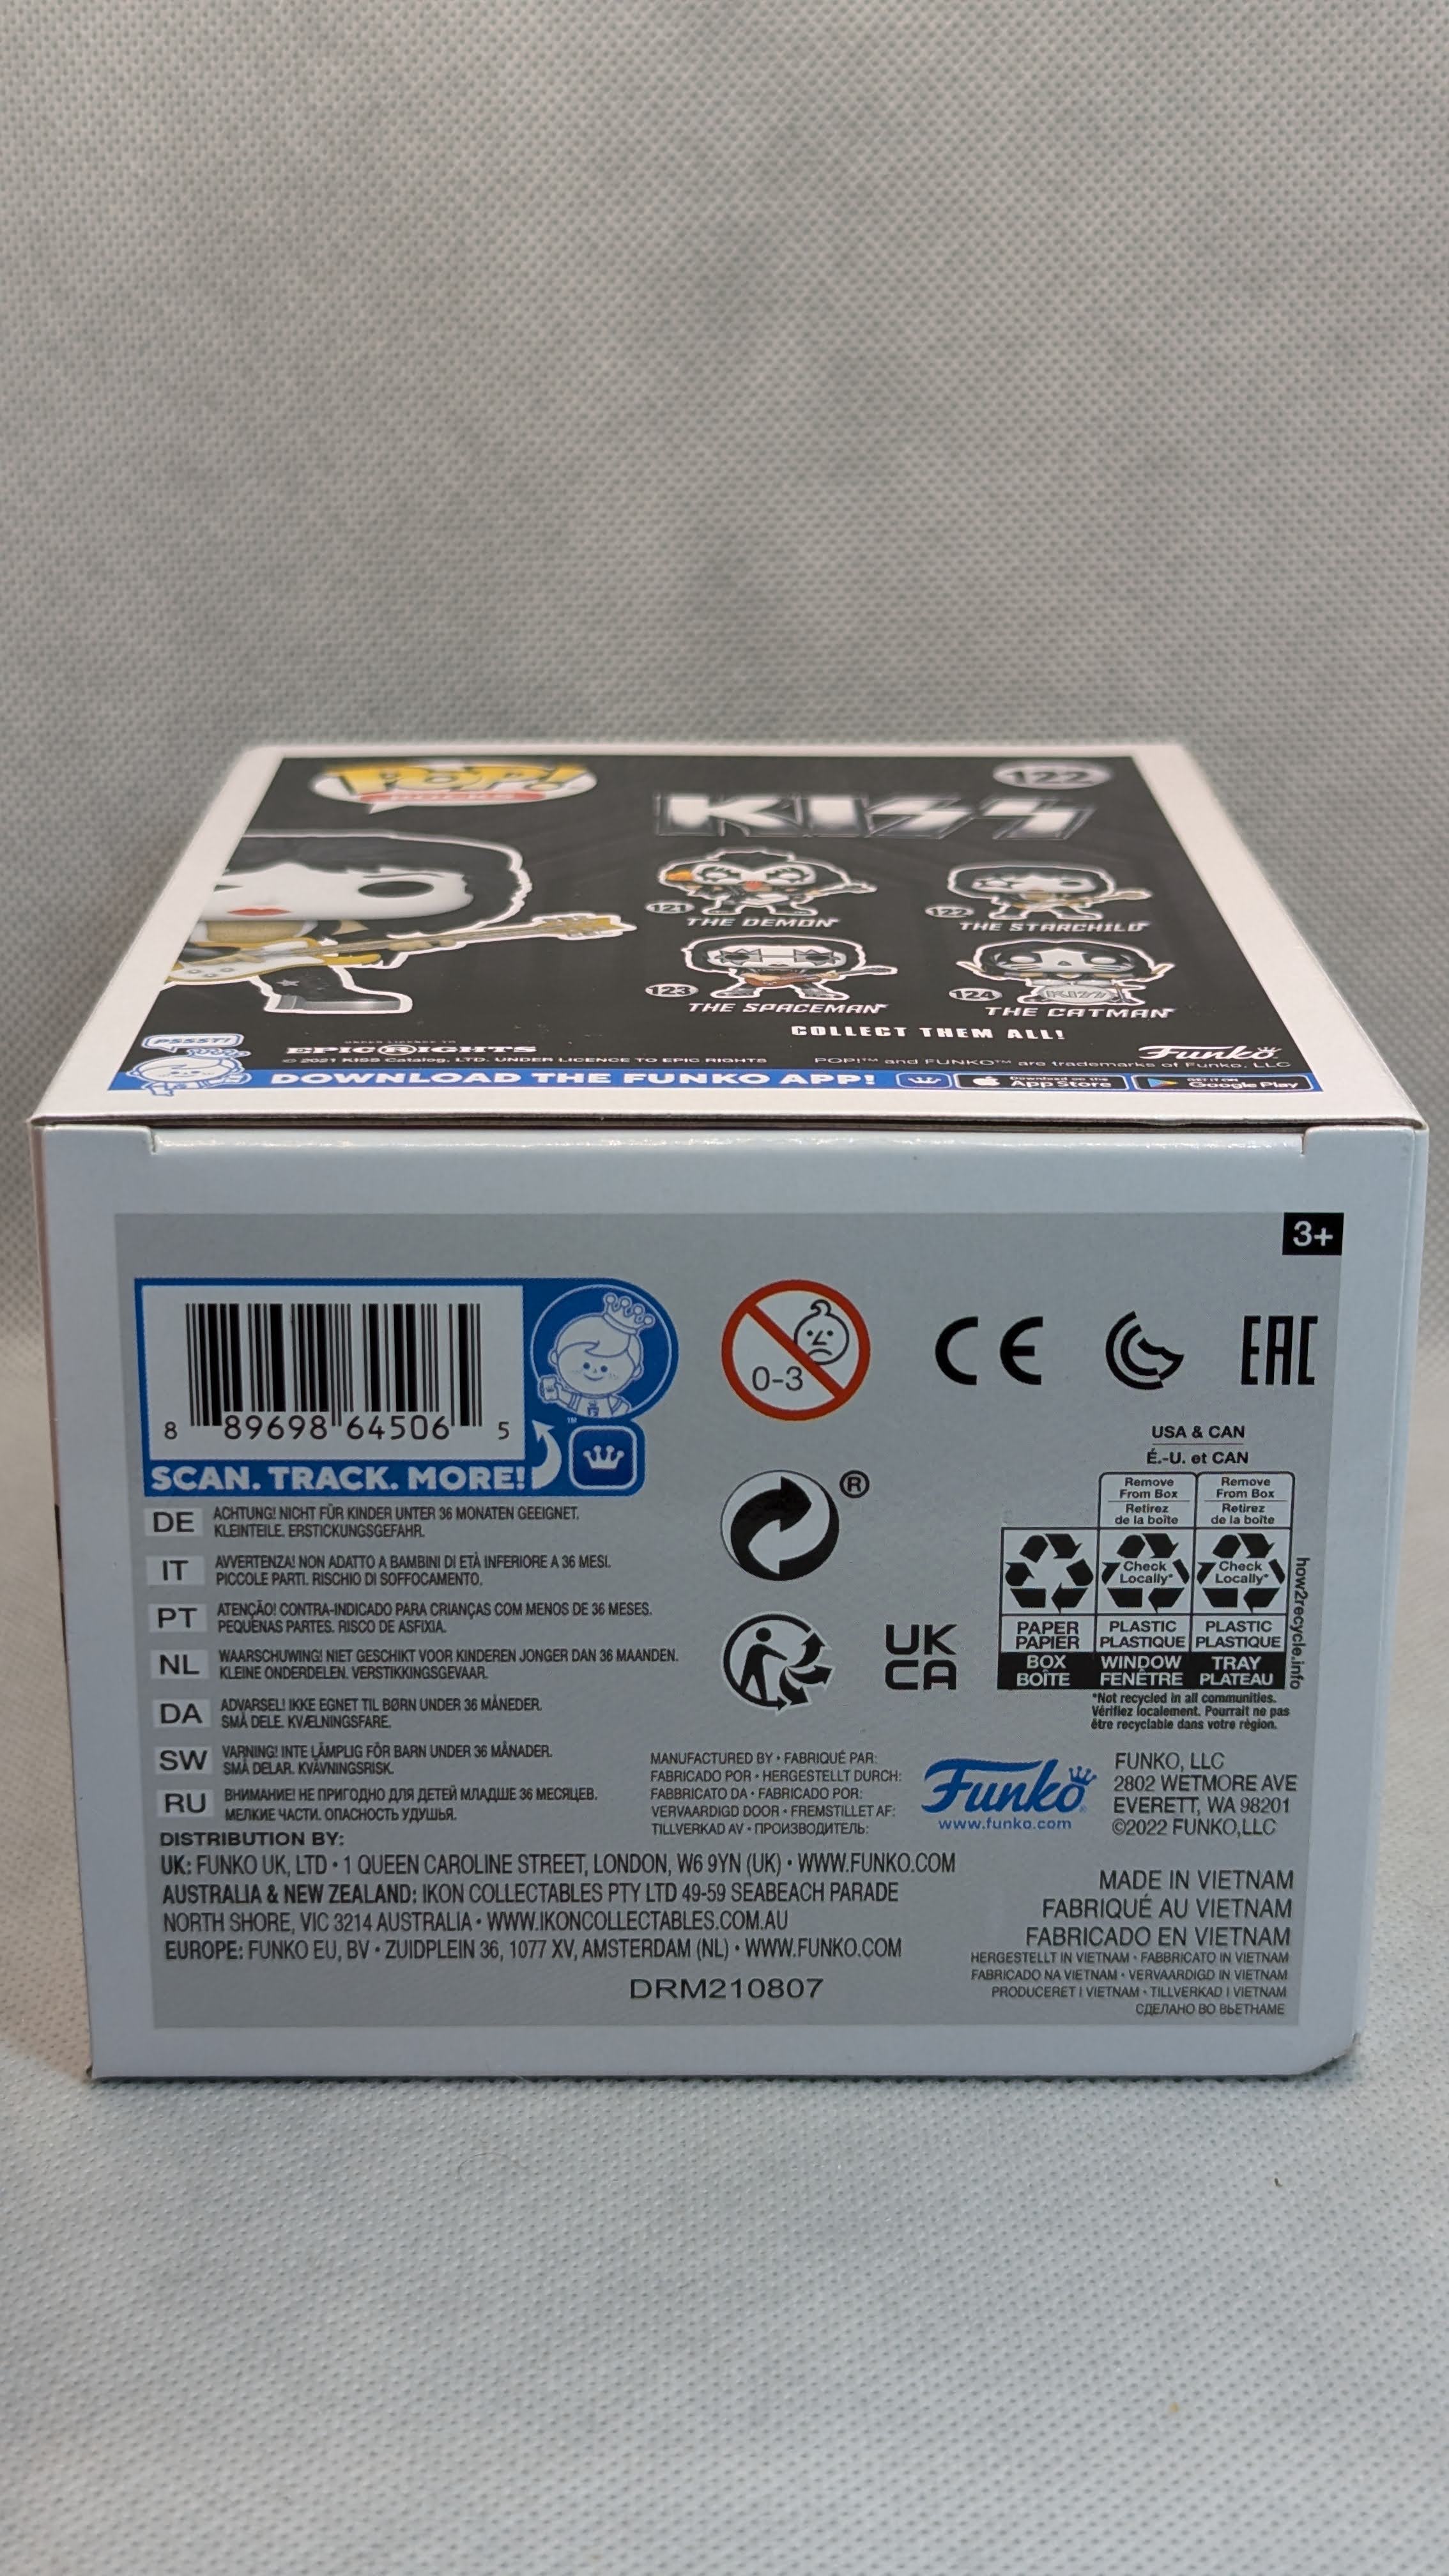 POP!
ROCKS
122
KISS
121
THE DEMON
122
THE STARCHILD
123
THE SPACEMAN
124
THE CATMAN
COLLECT THEM ALL!
PSSST!
UNDER LICENSE TO
EPIC RIGHTS
© 2021 KISS Catalog, LTD. UNDER LICENCE TO EPIC RIGHTS
POP!™ and FUNKO™ are trademarks of Funko, LLC
Funko
DOWNLOAD THE FUNKO APP!
Download on the
App Store
GET IT ON
Google Play
3+
8 89698 64506 5
SCAN. TRACK. MORE!
™
0-3
CE
EAC
®
UK
CA
USA & CAN
É.-U. et CAN
Remove
From Box
Retirez
de la boîte
Remove
From Box
Retirez
de la boîte
Check
Locally*
Check
Locally*
PAPER
PAPIER
PLASTIC
PLASTIQUE
PLASTIC
PLASTIQUE
BOX
BOÎTE
WINDOW
FENÊTRE
TRAY
PLATEAU
how2recycle.info
*Not recycled in all communities.
Vérifiez localement. Pourrait ne pas
être recyclable dans votre région.
DE ACHTUNG! NICHT FÜR KINDER UNTER 36 MONATEN GEEIGNET.
KLEINTEILE. ERSTICKUNGSGEFAHR.
IT AVVERTENZA! NON ADATTO A BAMBINI DI ETÀ INFERIORE A 36 MESI.
PICCOLE PARTI. RISCHIO DI SOFFOCAMENTO.
PT ATENÇÃO! CONTRA-INDICADO PARA CRIANÇAS COM MENOS DE 36 MESES.
PEQUENAS PARTES. RISCO DE ASFIXIA.
NL WAARSCHUWING! NIET GESCHIKT VOOR KINDEREN JONGER DAN 36 MAANDEN.
KLEINE ONDERDELEN. VERSTIKKINGSGEVAAR.
DA ADVARSEL! IKKE EGNET TIL BØRN UNDER 36 MÅNEDER.
SMÅ DELE. KVÆLNINGSFARE.
SW VARNING! INTE LÄMPLIG FÖR BARN UNDER 36 MÅNADER.
SMÅ DELAR. KVÄVNINGSRISK.
RU ВНИМАНИЕ! НЕ ПРИГОДНО ДЛЯ ДЕТЕЙ МЛАДШЕ 36 МЕСЯЦЕВ.
МЕЛКИЕ ЧАСТИ. ОПАСНОСТЬ УДУШЬЯ.
MANUFACTURED BY • FABRIQUÉ PAR:
FABRICADO POR • HERGESTELLT DURCH:
FABBRICATO DA • FABRICADO POR:
VERVAARDIGD DOOR • FREMSTILLET AF:
TILLVERKAD AV • ПРОИЗВОДИТЕЛЬ:
Funko
www.funko.com
FUNKO, LLC
2802 WETMORE AVE
EVERETT, WA 98201
©2022 FUNKO,LLC
DISTRIBUTION BY:
UK: FUNKO UK, LTD • 1 QUEEN CAROLINE STREET, LONDON, W6 9YN (UK) • WWW.FUNKO.COM
AUSTRALIA & NEW ZEALAND: IKON COLLECTABLES PTY LTD 49-59 SEABEACH PARADE
NORTH SHORE, VIC 3214 AUSTRALIA • WWW.IKONCOLLECTABLES.COM.AU
EUROPE: FUNKO EU, BV • ZUIDPLEIN 36, 1077 XV, AMSTERDAM (NL) • WWW.FUNKO.COM
DRM210807
MADE IN VIETNAM
FABRIQUÉ AU VIETNAM
FABRICADO EN VIETNAM
HERGESTELLT IN VIETNAM • FABBRICATO IN VIETNAM
FABRICADO NA VIETNAM • VERVAARDIGD IN VIETNAM
PRODUCERET I VIETNAM • TILLVERKAD I VIETNAM
СДЕЛАНО ВО ВЬЕТНАМЕ